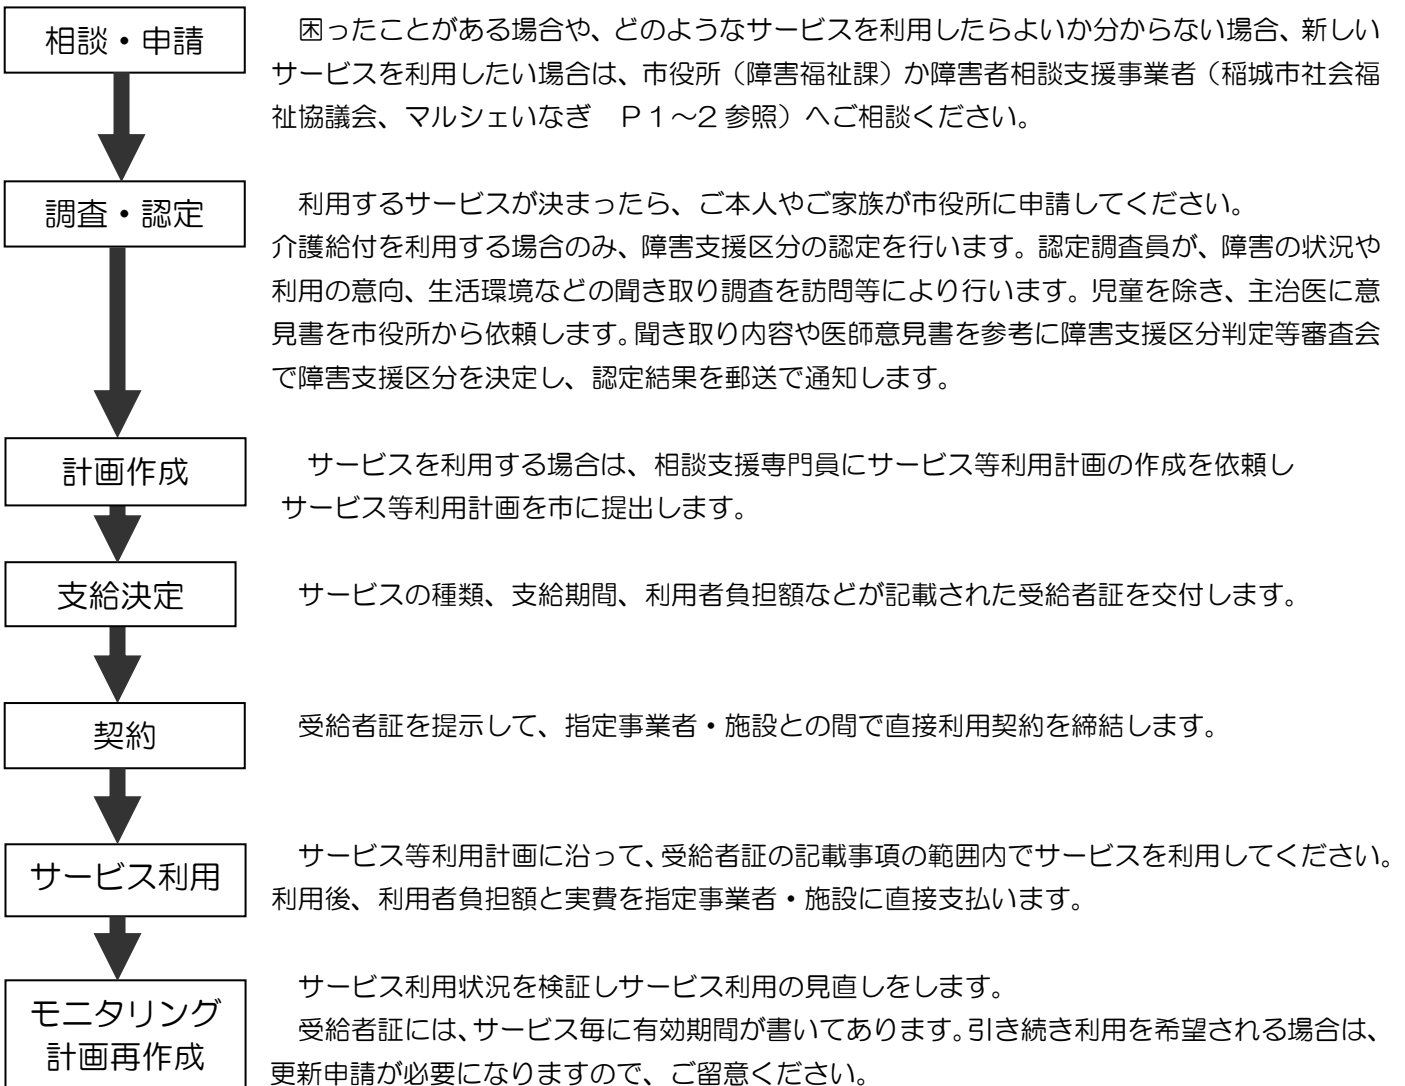 相談・申請
困ったことがある場合や、どのようなサービスを利用したらよいか分からない場合、新しい
サービスを利用したい場合は、市役所（障害福祉課）か障害者相談支援事業者（稲城市社会福
祉協議会、マルシェいなぎ　Ｐ１～２参照）へご相談ください。
調査・認定
利用するサービスが決まったら、ご本人やご家族が市役所に申請してください。
介護給付を利用する場合のみ、障害支援区分の認定を行います。認定調査員が、障害の状況や
利用の意向、生活環境などの聞き取り調査を訪問等により行います。児童を除き、主治医に意
見書を市役所から依頼します。聞き取り内容や医師意見書を参考に障害支援区分判定等審査会
で障害支援区分を決定し、認定結果を郵送で通知します。
計画作成
サービスを利用する場合は、相談支援専門員にサービス等利用計画の作成を依頼し
サービス等利用計画を市に提出します。
支給決定
サービスの種類、支給期間、利用者負担額などが記載された受給者証を交付します。
契約
受給者証を提示して、指定事業者・施設との間で直接利用契約を締結します。
サービス利用
サービス等利用計画に沿って、受給者証の記載事項の範囲内でサービスを利用してください。
利用後、利用者負担額と実費を指定事業者・施設に直接支払います。
モニタリング
計画再作成
サービス利用状況を検証しサービス利用の見直しをします。
受給者証には、サービス毎に有効期間が書いてあります。引き続き利用を希望される場合は、
更新申請が必要になりますので、ご留意ください。